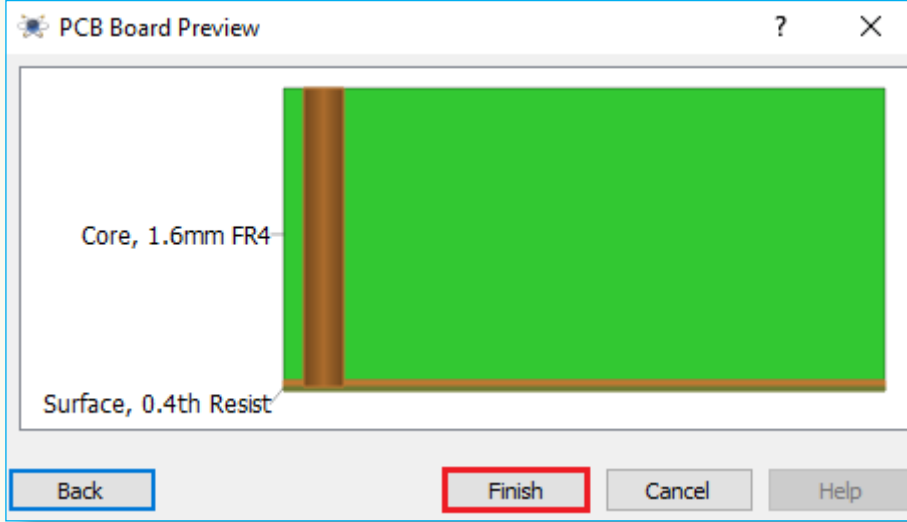 PCB Board Preview
?
Core, 1.6mm FR4
Surface, 0.4th Resist
Back
Finish
Cancel
Help